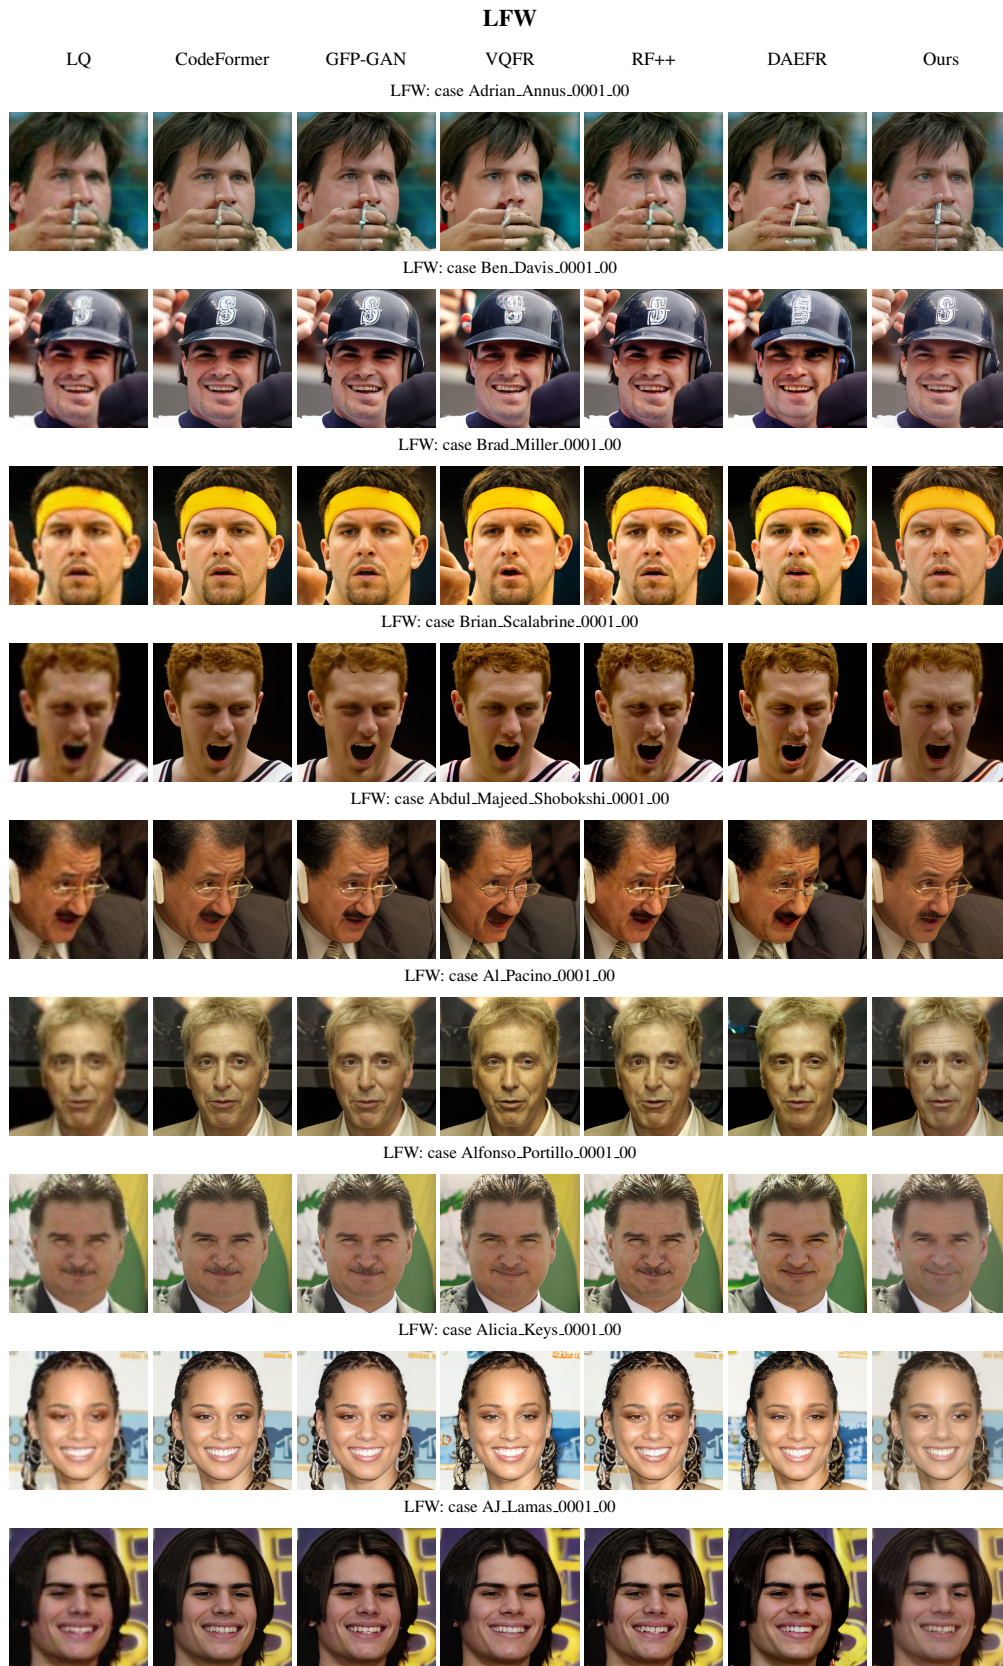 LFW
LQ CodeFormer GFP-GAN VQFR RF++ DAEFR Ours
LFW: case Adrian_Annus_0001_00
LFW: case Ben_Davis_0001_00
LFW: case Brad_Miller_0001_00
LFW: case Brian_Scalabrine_0001_00
LFW: case Abdul_Majeed_Shobokshi_0001_00
LFW: case Al_Pacino_0001_00
LFW: case Alfonso_Portillo_0001_00
LFW: case Alicia_Keys_0001_00
LFW: case AJ_Lamas_0001_00